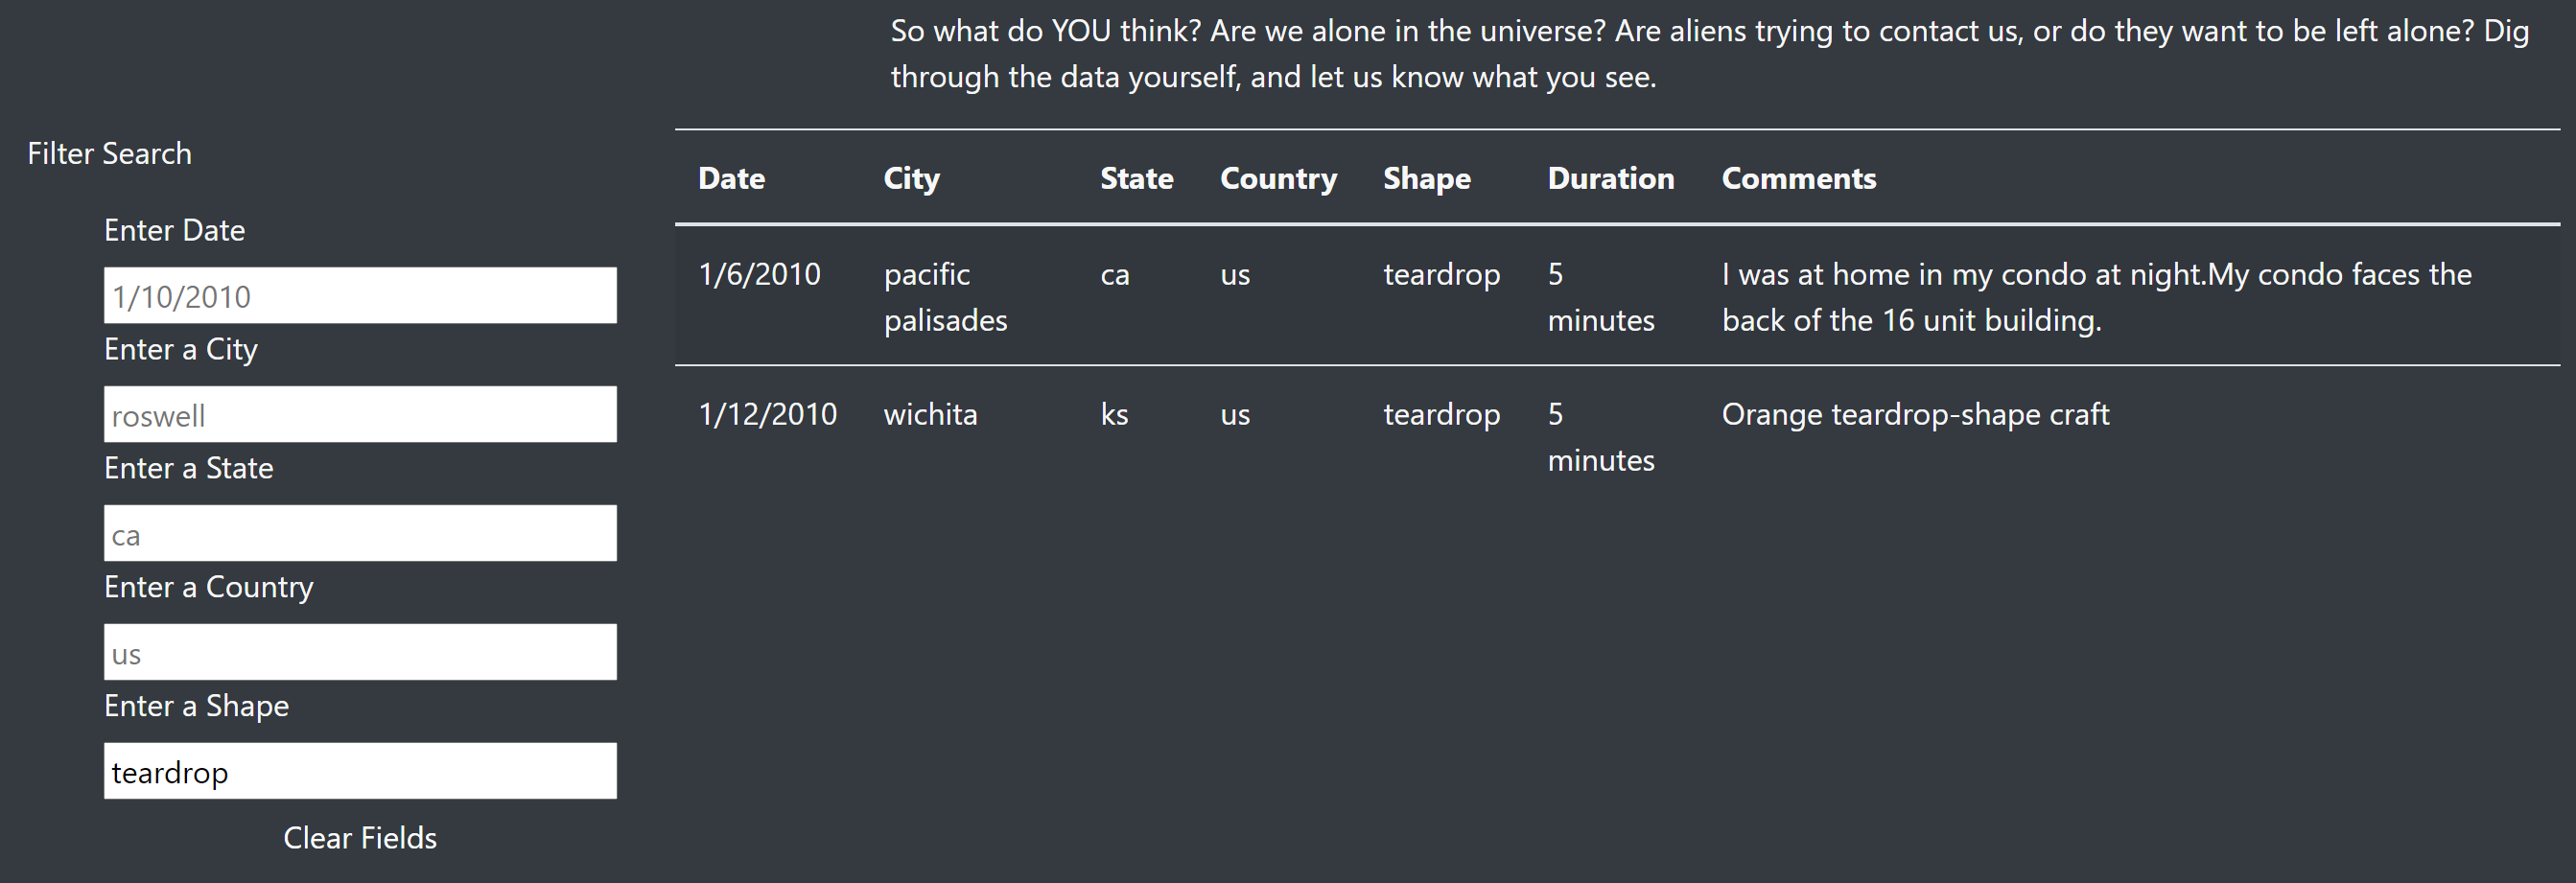 So what do YOU think? Are we alone in the universe? Are aliens trying to contact us, or do they want to be left alone? Dig
through the data yourself, and let us know what you see.
Filter Search
Enter Date
1/10/2010
Enter a City
roswell
Enter a State
ca
Enter a Country
us
Enter a Shape
teardrop
Clear Fields
Date City State Country Shape Duration Comments
1/6/2010 pacific ca us teardrop 5 I was at home in my condo at night.My condo faces the
palisades minutes back of the 16 unit building.
1/12/2010 wichita ks us teardrop 5 Orange teardrop-shape craft
minutes